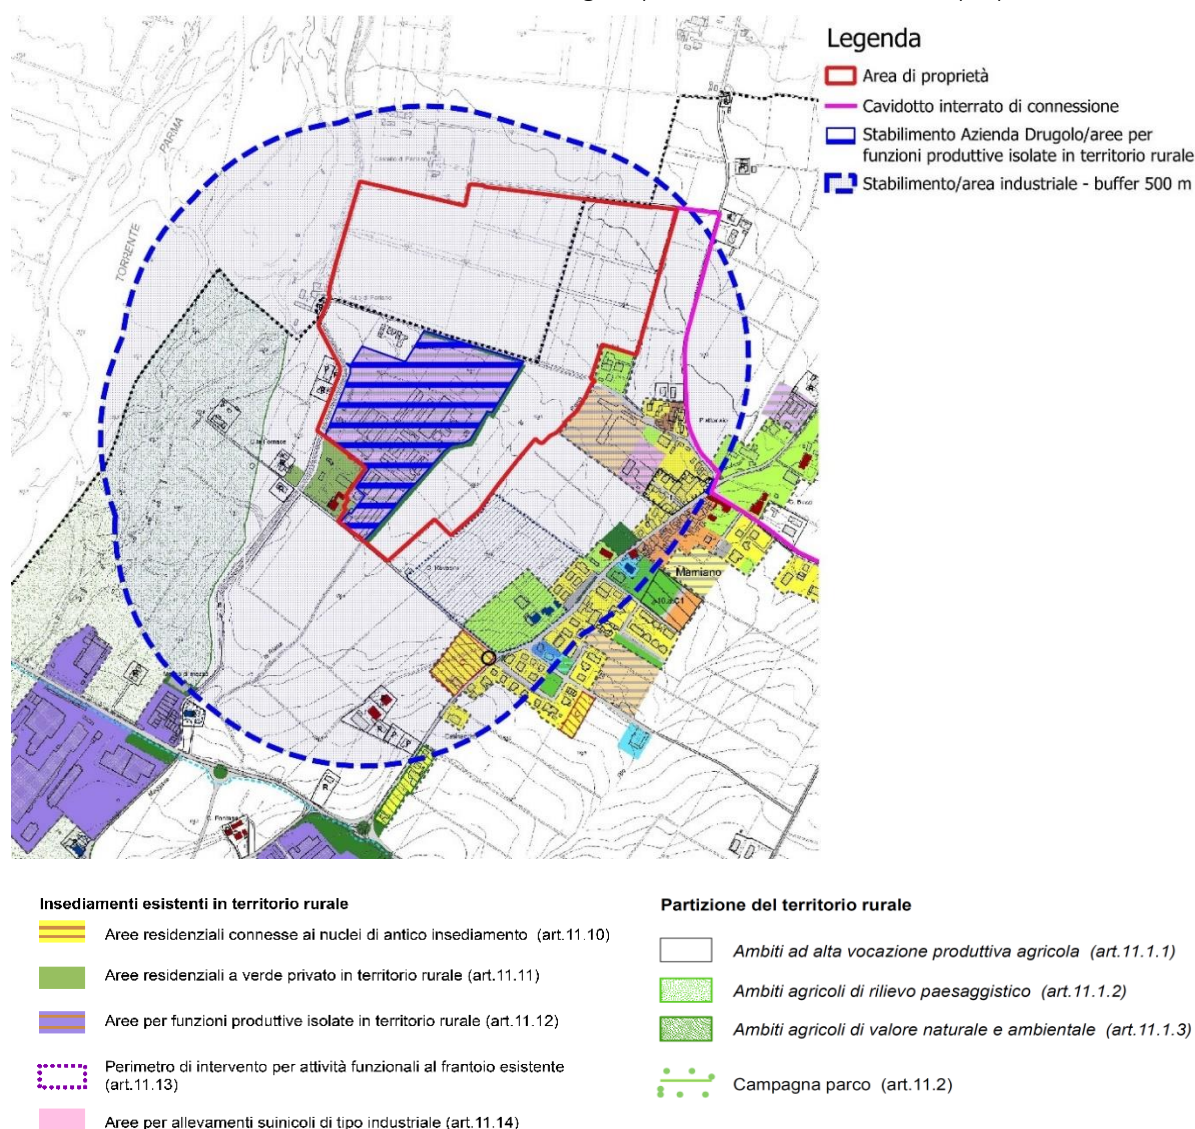 Legenda
Area di proprietà
Cavidotto interrato di connessione
Stabilimento Azienda Drugolo/aree per
funzioni produttive isolate in territorio rurale
Stabilimento/area industriale - buffer 500 m
PARMA
TORRENTE
Mamiano
Insediamenti esistenti in territorio rurale
Aree residenziali connesse ai nuclei di antico insediamento (art.11.10)
Aree residenziali a verde privato in territorio rurale (art.11.11)
Aree per funzioni produttive isolate in territorio rurale (art.11.12)
Perimetro di intervento per attività funzionali al frantoio esistente
(art.11.13)
Aree per allevamenti suinicoli di tipo industriale (art.11.14)
Partizione del territorio rurale
Ambiti ad alta vocazione produttiva agricola (art.11.1.1)
Ambiti agricoli di rilievo paesaggistico (art.11.1.2)
Ambiti agricoli di valore naturale e ambientale (art.11.1.3)
Campagna parco (art.11.2)